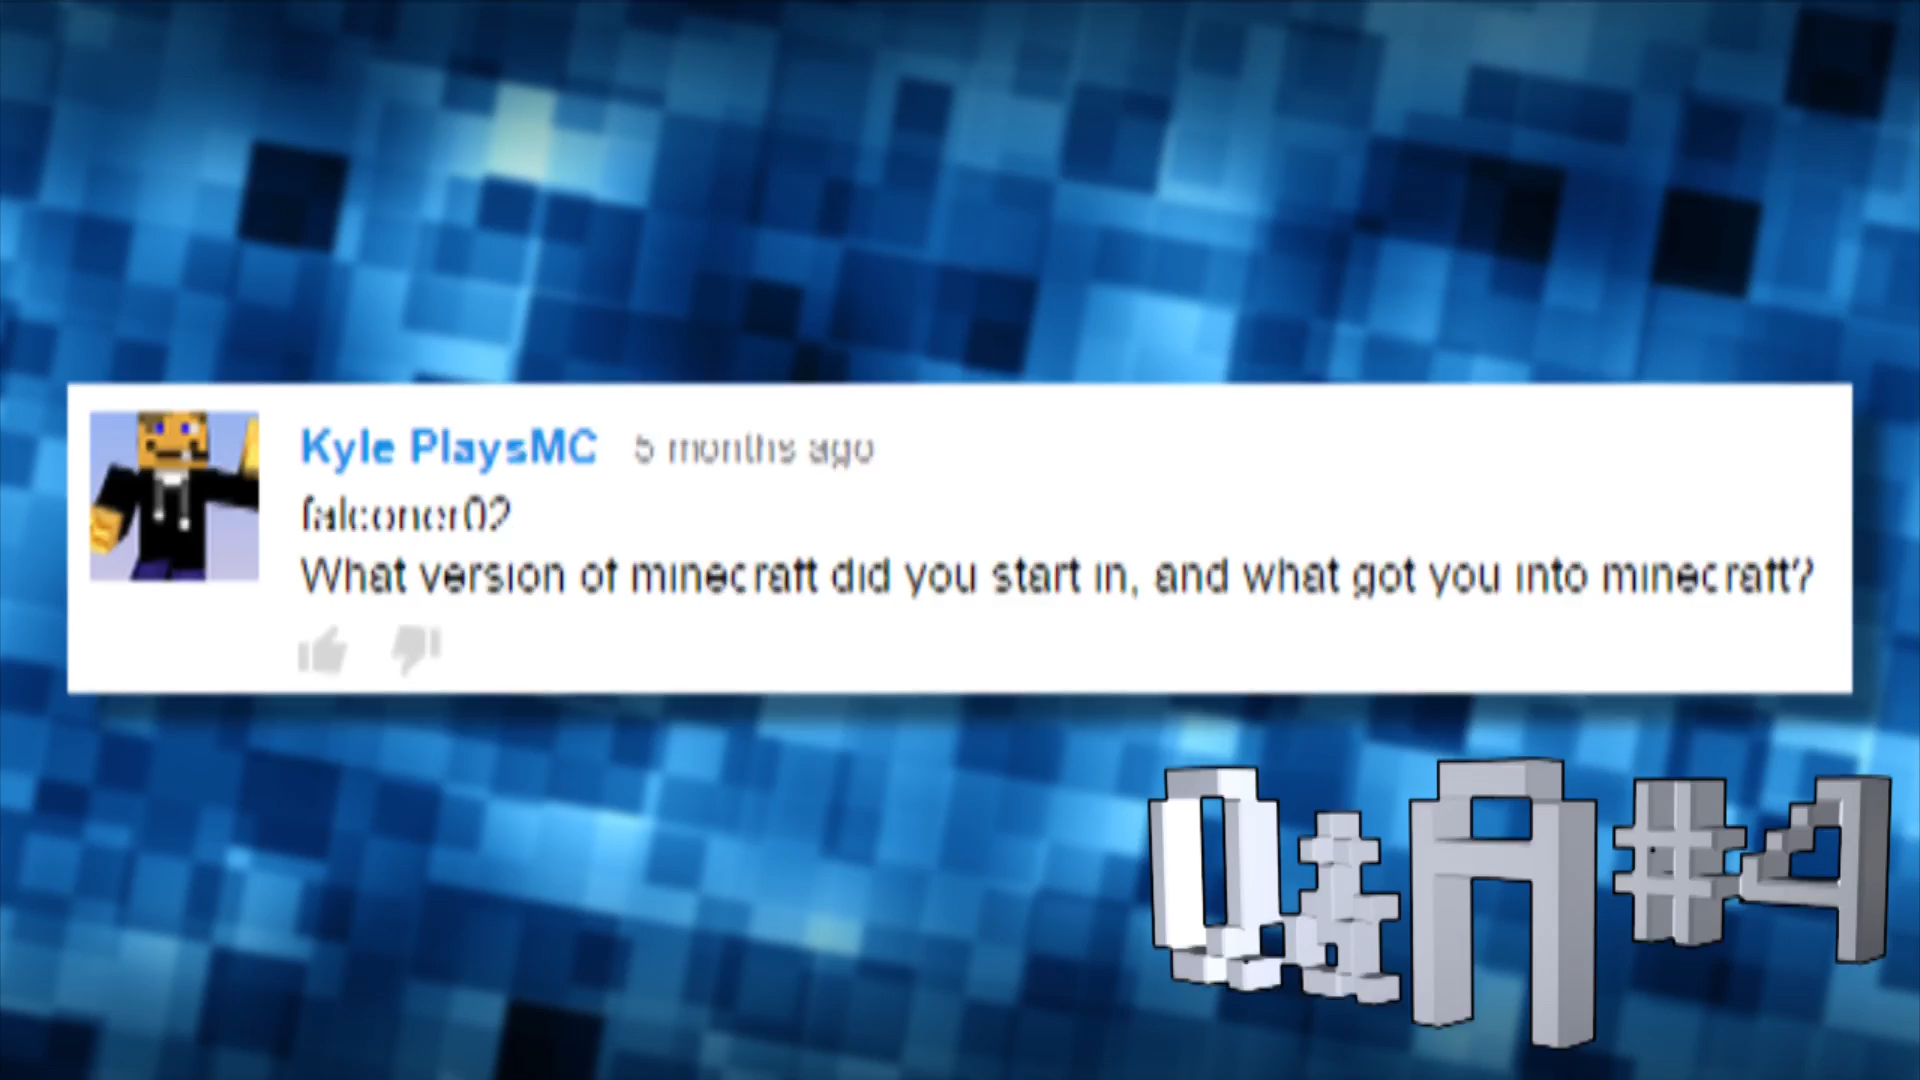 Kyle PlaysMC 5 months ago
falconer02
What version of minecraft did you start in, and what got you into minecraft?
Q&A #4